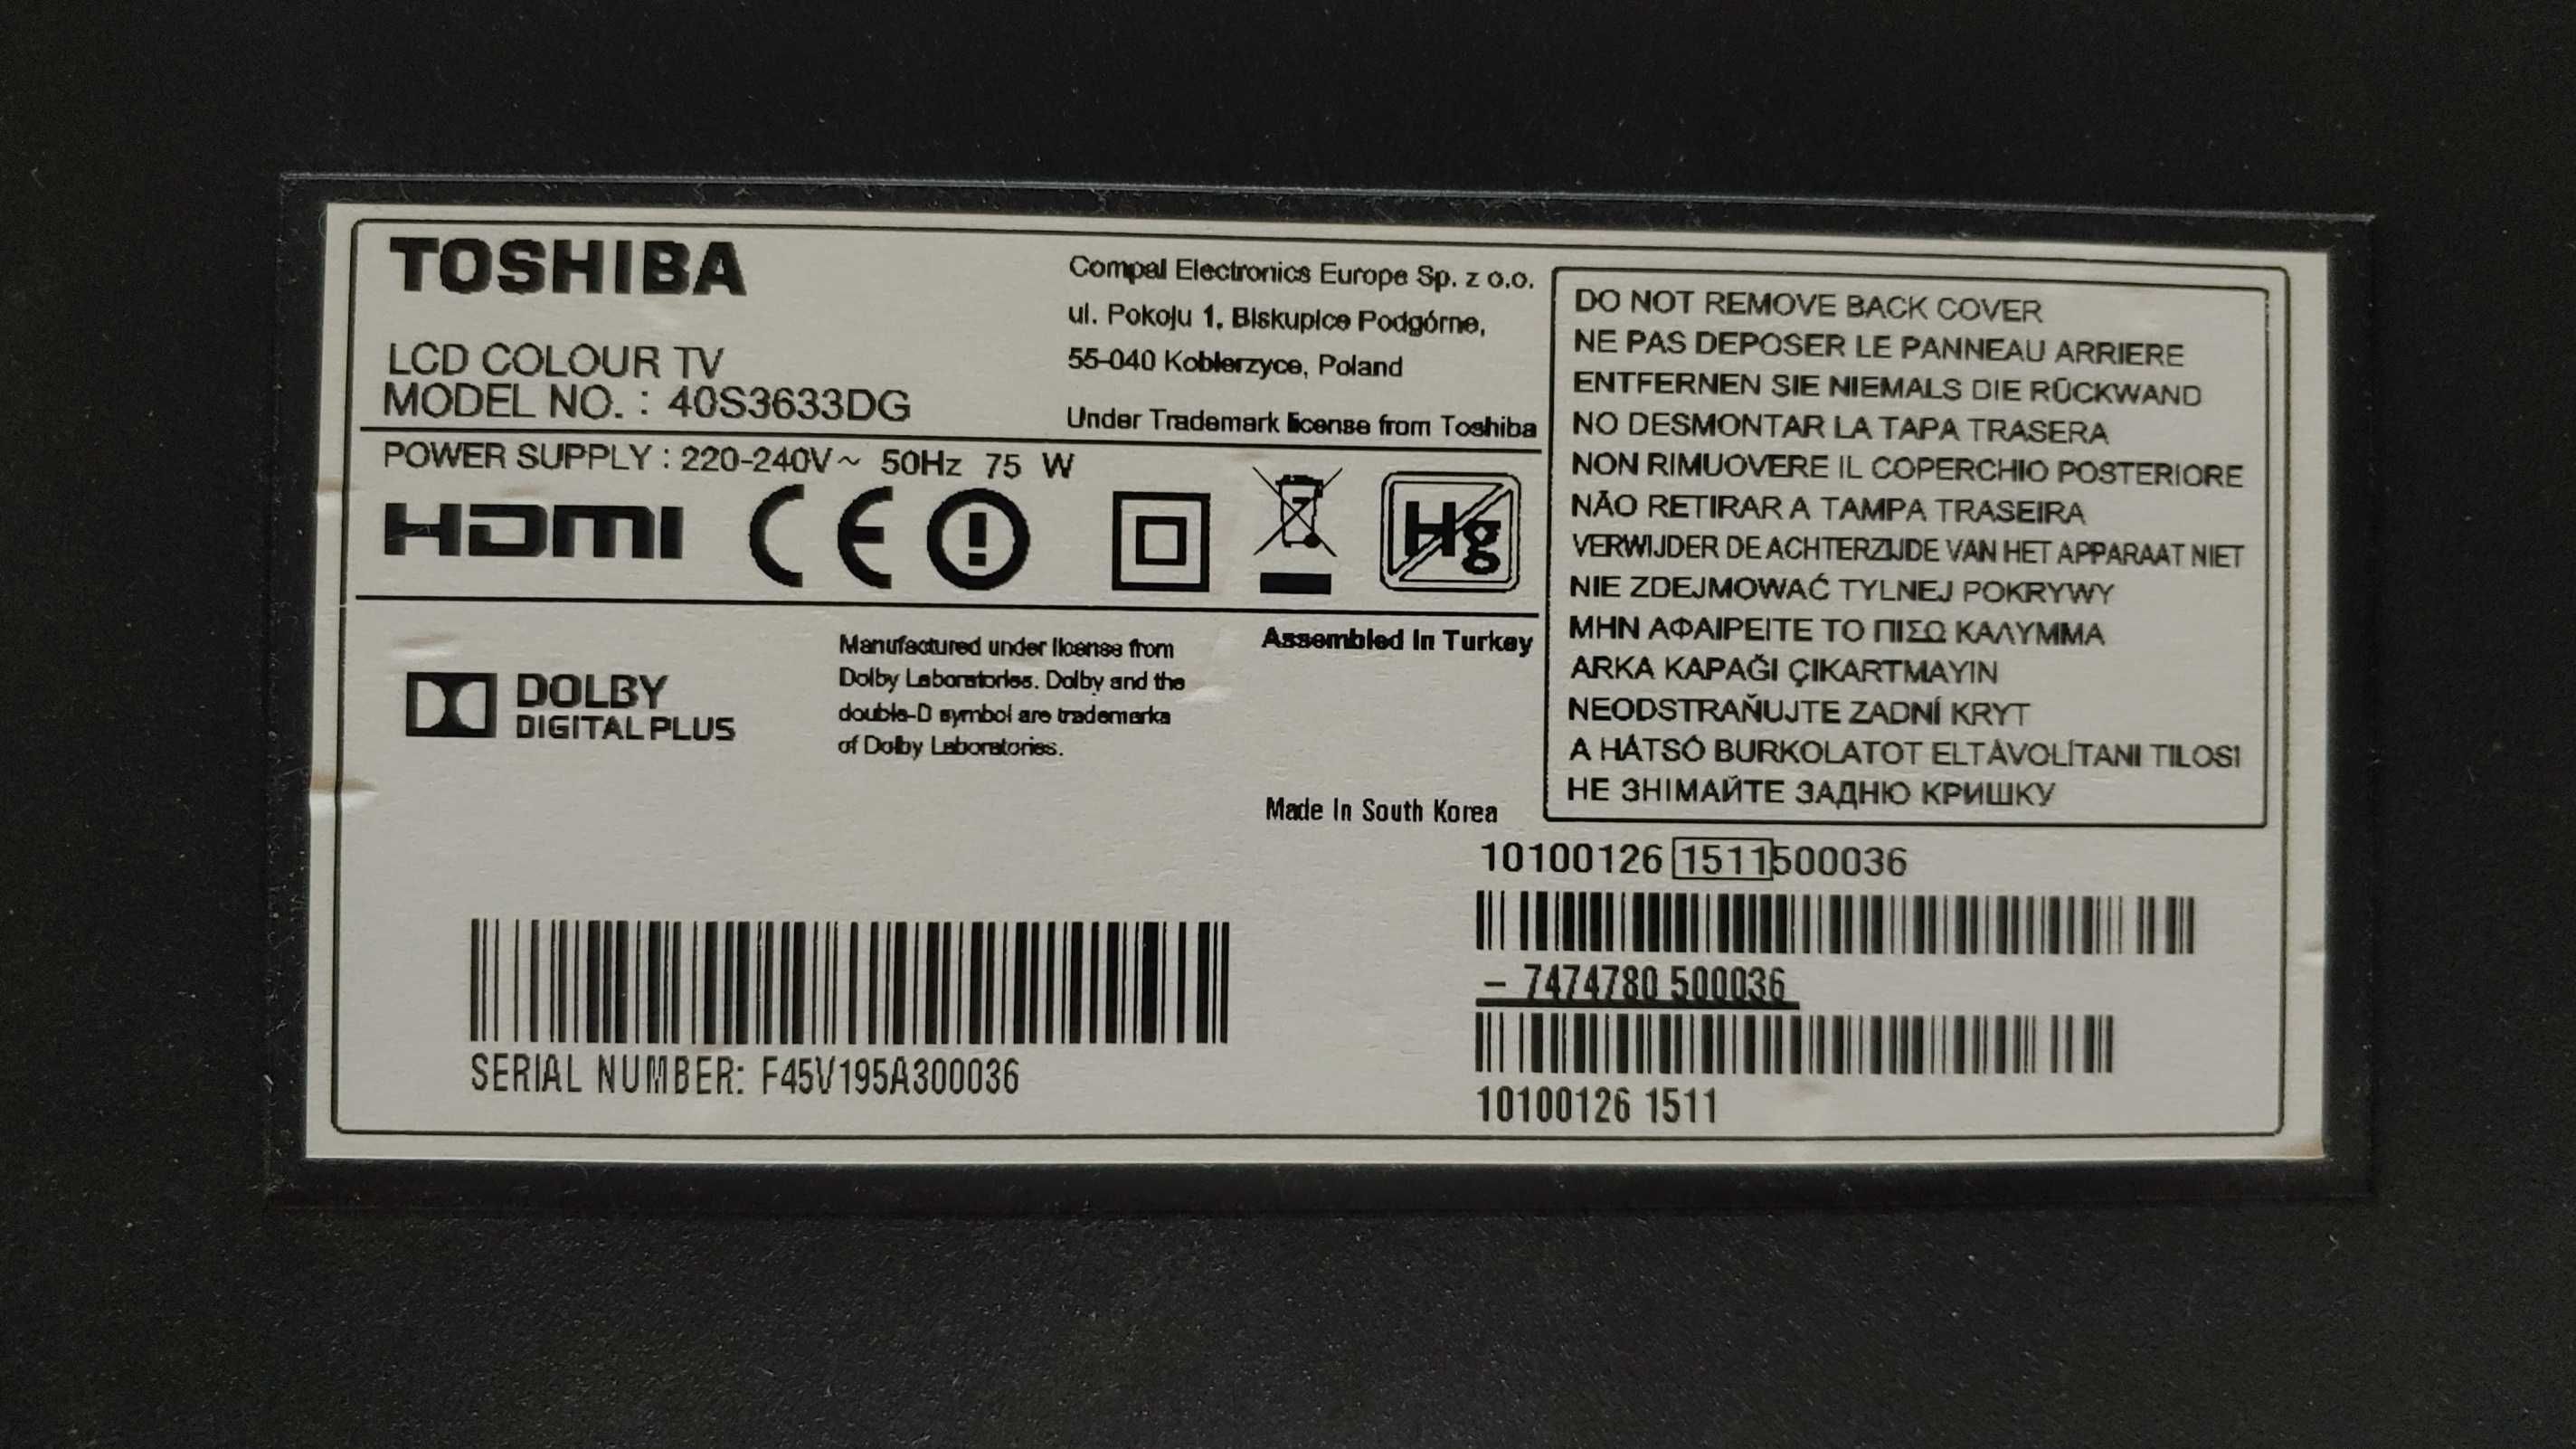 TOSHIBA
LCD COLOUR TV
MODEL NO. : 40S3633DG
Compal Electronics Europe Sp. z o.o.
ul. Pokoju 1, Biskupice Podgórne,
55-040 Kobierzyce, Poland
Under Trademark license from Toshiba
POWER SUPPLY : 220-240V~ 50Hz 75 W
HDMI CE
Hg
DOLBY
DIGITAL PLUS
Manufactured under license from
Dolby Laboratories. Dolby and the
double-D symbol are trademarks
of Dolby Laboratories.
Assembled In Turkey
Made In South Korea
DO NOT REMOVE BACK COVER
NE PAS DEPOSER LE PANNEAU ARRIERE
ENTFERNEN SIE NIEMALS DIE RÜCKWAND
NO DESMONTAR LA TAPA TRASERA
NON RIMUOVERE IL COPERCHIO POSTERIORE
NÃO RETIRAR A TAMPA TRASEIRA
VERWIJDER DE ACHTERZIJDE VAN HET APPARAAT NIET
NIE ZDEJMOWAĆ TYLNEJ POKRYWY
ΜΗΝ ΑΦΑΙΡΕΙΤΕ ΤΟ ΠΙΣΩ ΚΑΛΥΜΜΑ
ARKA KAPAĞI ÇIKARTMAYIN
NEODSTRAŇUJTE ZADNÍ KRYT
A HÁTSÓ BURKOLATOT ELTÁVOLÍTANI TILOS!
НЕ ЗНІМАЙТЕ ЗАДНЮ КРИШКУ
10100126 1511500036
- 7474780 500036
10100126 1511
SERIAL NUMBER: F45V195A300036